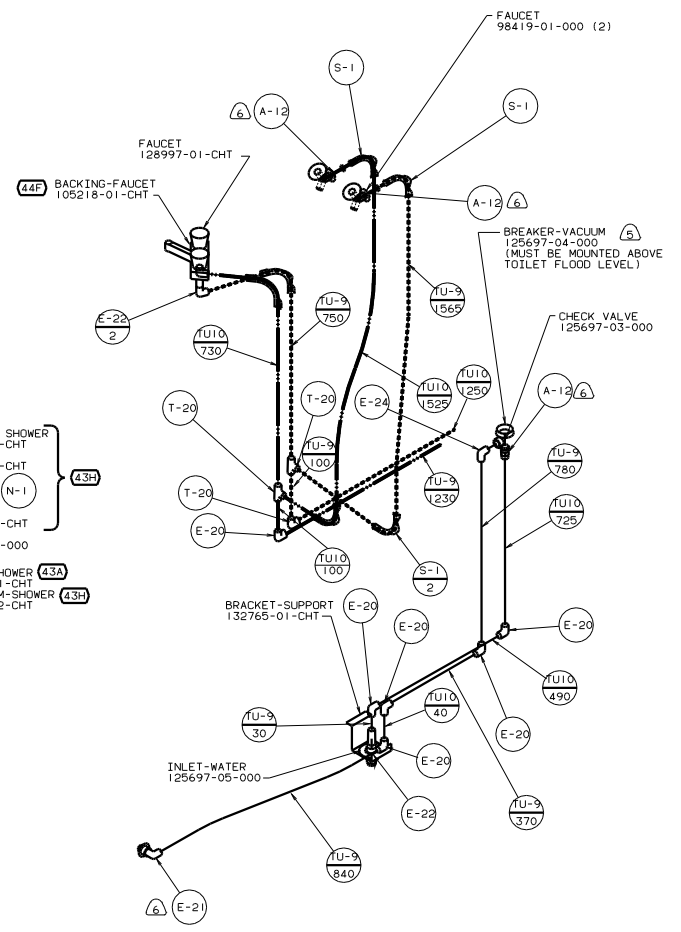 FAUCET
98419-01-000 (2)
S-1
S-1
6
A-12
FAUCET
128997-01-CHT
44F
BACKING-FAUCET
105218-01-CHT
A-12
6
BREAKER-VACUUM
5
125697-04-000
(MUST BE MOUNTED ABOVE
TOILET FLOOD LEVEL)
TU-9
1565
TU-9
750
E-22
2
CHECK VALVE
125697-03-000
TU10
730
TU10
1525
TU10
1250
E-24
A-12
6
T-20
T-20
SHOWER
-CHT
-CHT
N-1
43H
-CHT
-000
TU-9
100
TU-9
780
TU-9
1230
T-20
TU10
725
E-20
TU10
100
HOWER
43A
1-CHT
M-SHOWER
43H
2-CHT
S-1
2
BRACKET-SUPPORT
132765-01-CHT
E-20
E-20
E-20
TU10
490
TU-9
30
TU10
40
E-20
INLET-WATER
125697-05-000
E-20
E-22
TU-9
370
TU-9
840
6
E-21